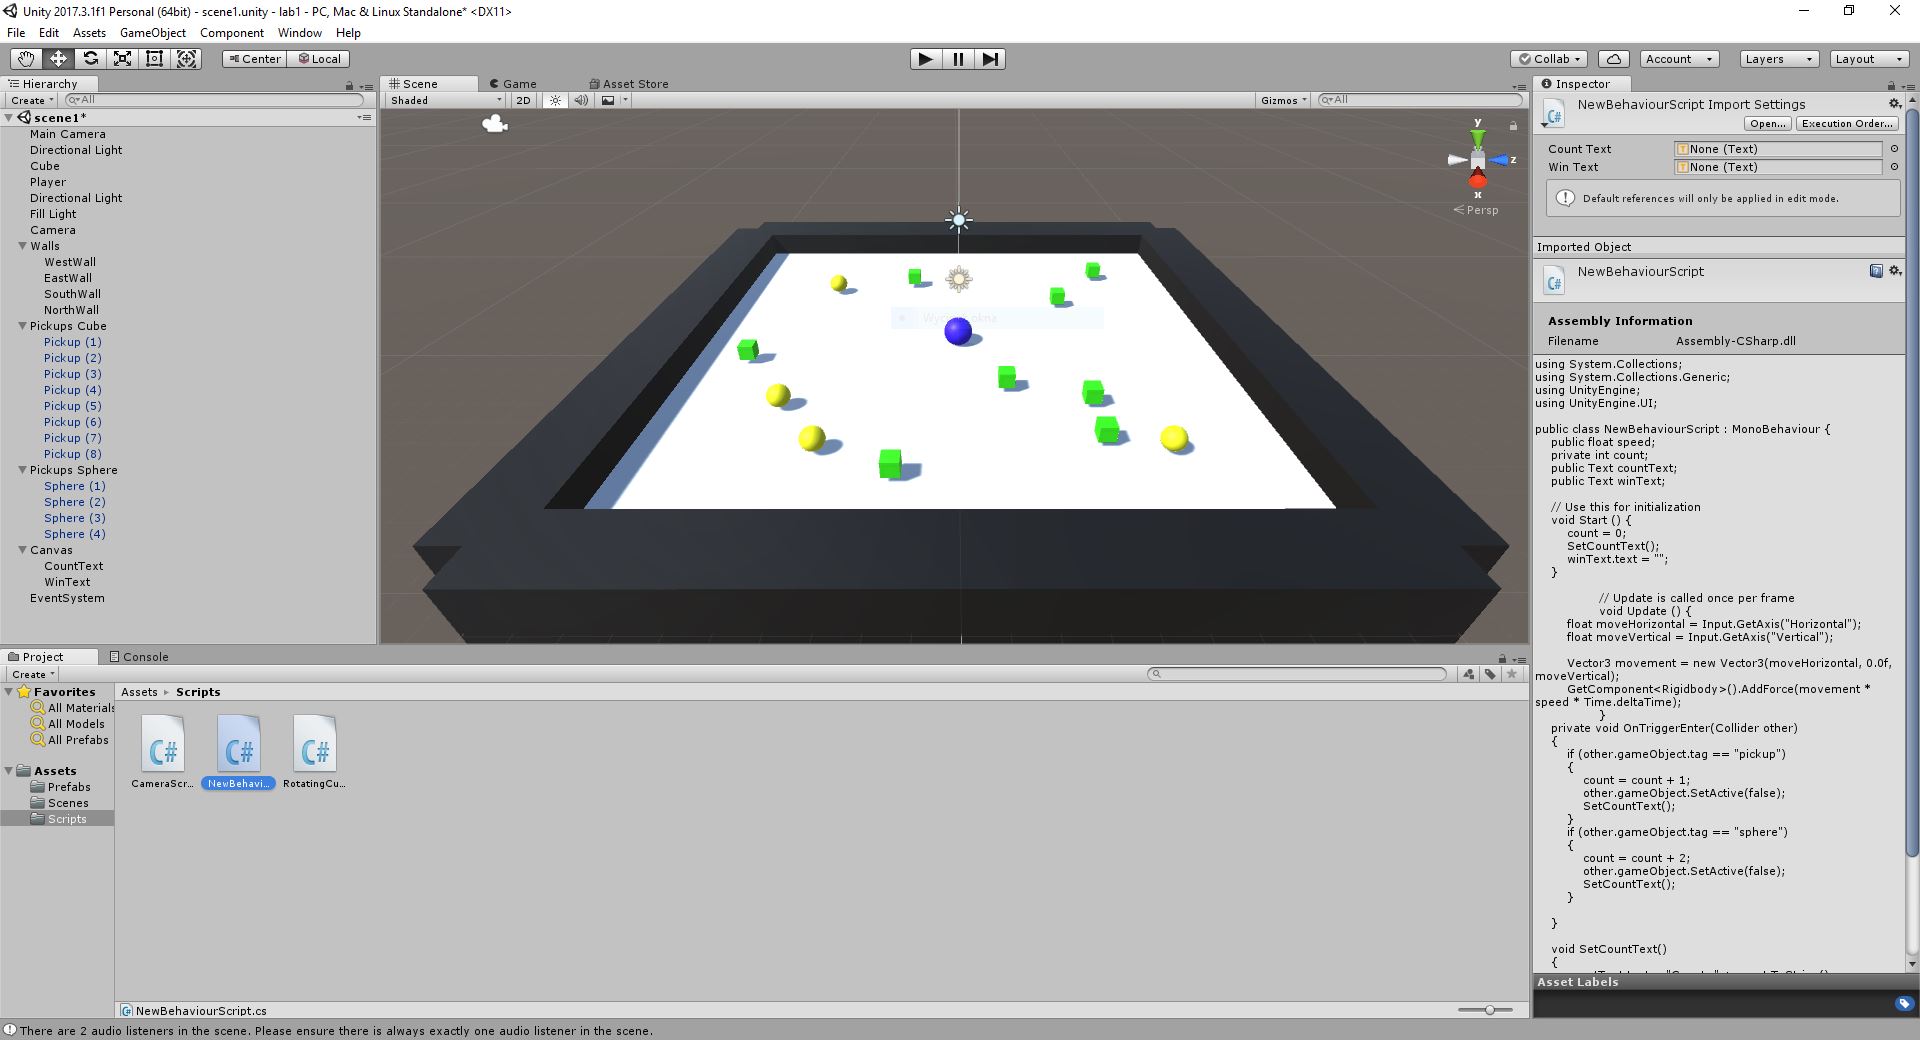 Unity 2017.3.1f1 Personal (64bit) - scene1.unity - lab1 - PC, Mac & Linux Standalone* <DX11>
File Edit Assets GameObject Component Window Help
Center Local
Collab Account Layers Layout
Hierarchy
Create All
scene1*
Main Camera
Directional Light
Cube
Player
Directional Light
Fill Light
Camera
Walls
WestWall
EastWall
SouthWall
NorthWall
Pickups Cube
Pickup (1)
Pickup (2)
Pickup (3)
Pickup (4)
Pickup (5)
Pickup (6)
Pickup (7)
Pickup (8)
Pickups Sphere
Sphere (1)
Sphere (2)
Sphere (3)
Sphere (4)
Canvas
CountText
WinText
EventSystem
Scene Game Asset Store
Shaded 2D Gizmos All
y
z
x
Persp
Project Console
Create
Favorites
All Materials
All Models
All Prefabs
Assets
Prefabs
Scenes
Scripts
Assets Scripts
C# C# C#
CameraScr... NewBehavi... RotatingCu...
NewBehaviourScript.cs
Inspector
C#
NewBehaviourScript Import Settings
Open... Execution Order...
Count Text None (Text)
Win Text None (Text)
Default references will only be applied in edit mode.
Imported Object
C#
NewBehaviourScript
Assembly Information
Filename Assembly-CSharp.dll
using System.Collections;
using System.Collections.Generic;
using UnityEngine;
using UnityEngine.UI;
public class NewBehaviourScript : MonoBehaviour {
public float speed;
private int count;
public Text countText;
public Text winText;
// Use this for initialization
void Start () {
count = 0;
SetCountText();
winText.text = "";
}
// Update is called once per frame
void Update () {
float moveHorizontal = Input.GetAxis("Horizontal");
float moveVertical = Input.GetAxis("Vertical");
Vector3 movement = new Vector3(moveHorizontal, 0.0f,
moveVertical);
GetComponent<Rigidbody>().AddForce(movement *
speed * Time.deltaTime);
}
private void OnTriggerEnter(Collider other)
{
if (other.gameObject.tag == "pickup")
{
count = count + 1;
other.gameObject.SetActive(false);
SetCountText();
}
if (other.gameObject.tag == "sphere")
{
count = count + 2;
other.gameObject.SetActive(false);
SetCountText();
}
}
void SetCountText()
{
Asset Labels
There are 2 audio listeners in the scene. Please ensure there is always exactly one audio listener in the scene.